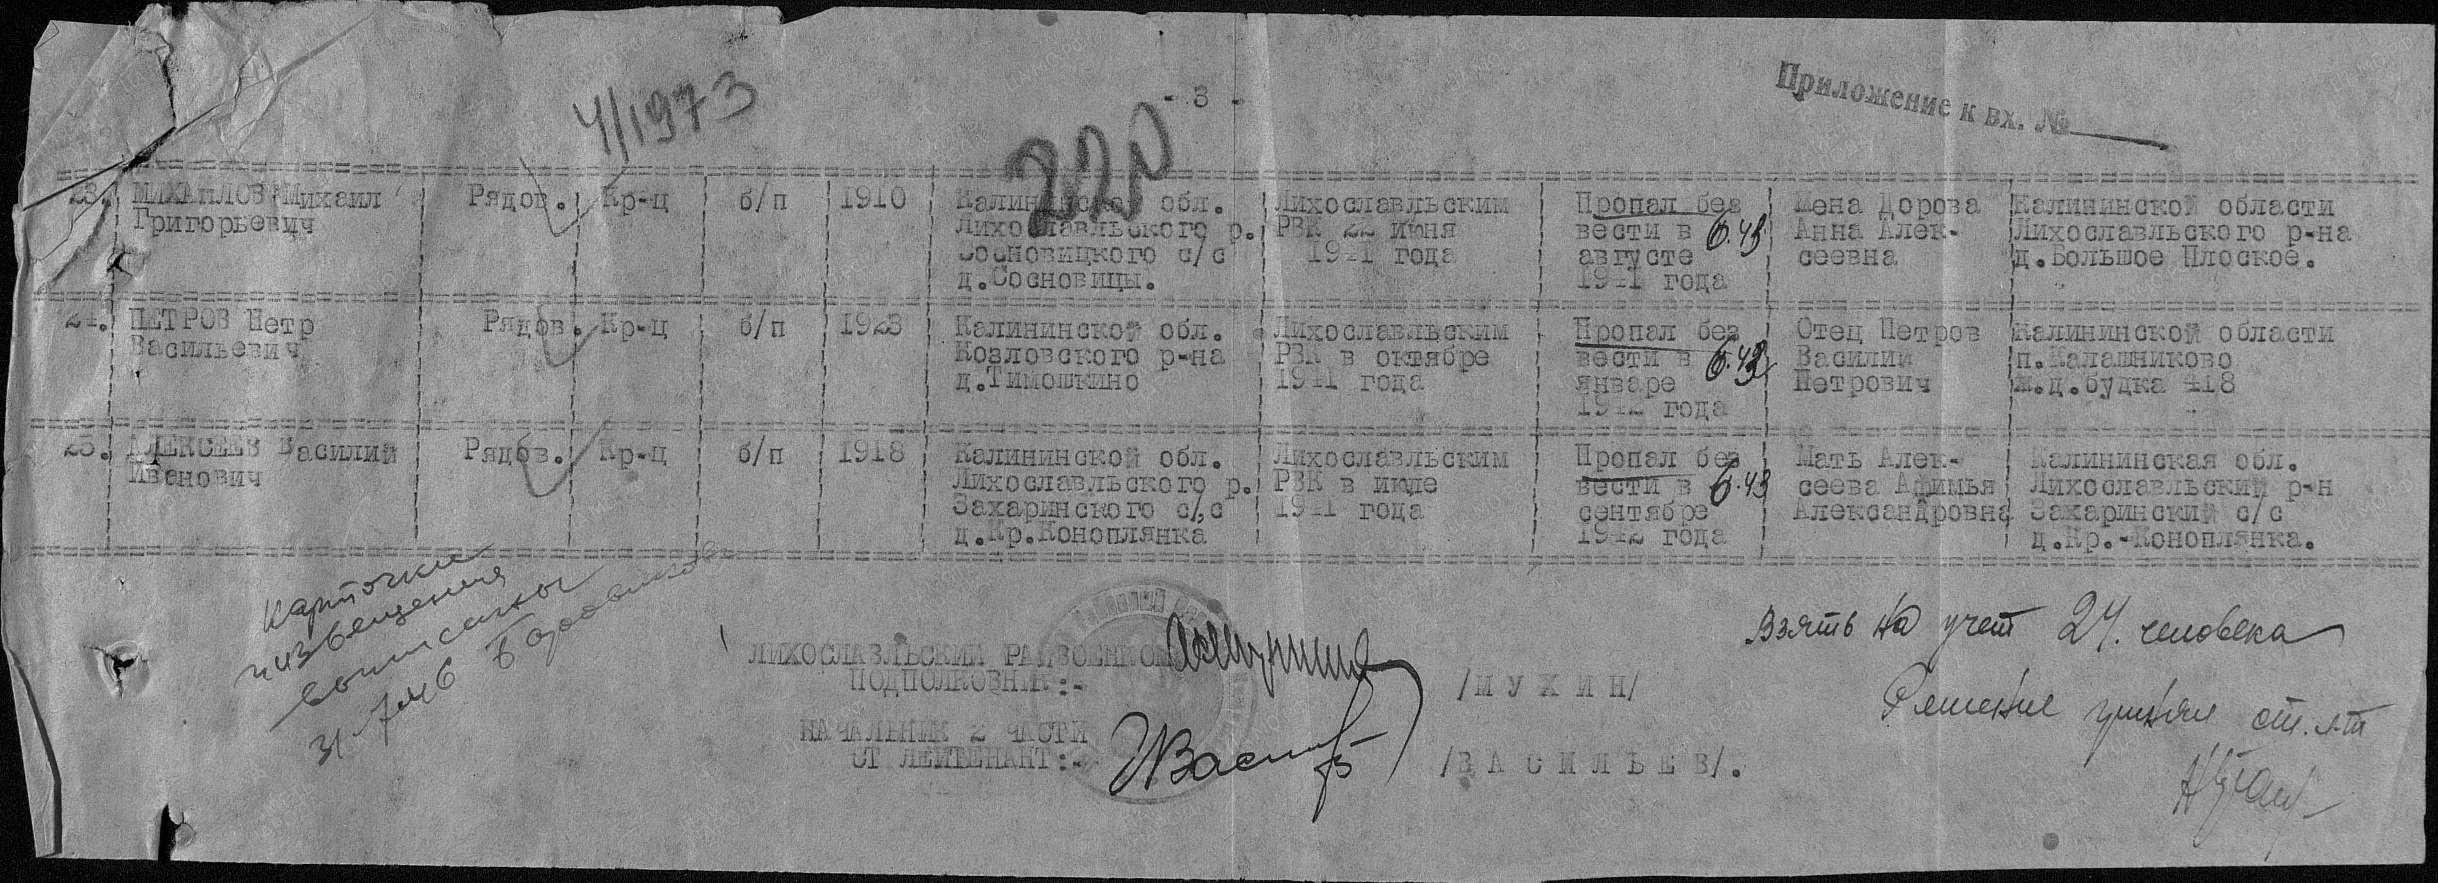 - 3 -
Приложение к вх. №
4/1973
220
23. МИХАЙЛОВ Михаил Григорьевич Рядов. Кр-ц б/п 1910 Калининской обл. Лихославльского р. Сосновицкого с/с д.Сосновицы. Лихославльским РВК 22 июня 1941 года Пропал без вести в августе 1941 года 6.43 Жена Дорова Анна Алексеевна Калининской области Лихославльского р-на д.Большое Плоское.
24. ПЕТРОВ Петр Васильевич Рядов. Кр-ц б/п 1923 Калининской обл. Козловского р-на д.Тимошкино Лихославльским РВК в октябре 1941 года Пропал без вести в январе 1942 года Отец Петров Василий Петрович Калининской области п.Калашниково ж.д.будка 418
25. АЛЕКСЕЕВ Василий Иванович Рядов. Кр-ц б/п 1918 Калининской обл. Лихославльского р. Захаринского с/с д.Кр.Коноплянка Лихославльским РВК в июле 1941 года Пропал без вести в сентябре 1942 года 6.43 Мать Алексеева Афимья Александровна Калининская обл. Лихославльский р-н Захаринский с/с д.Кр.-Коноплянка.
Карточки
и извещения
выписаны
31
ЛИХОСЛАВЛЬСКИЙ РАЙВОЕНКОМ
ПОДПОЛКОВНИК:- /М У Х И Н/
НАЧАЛЬНИК 2 ЧАСТИ
СТ ЛЕЙТЕНАНТ:- /В А С И Л Ь Е В/.
Взять на учет 24 человека
Решение принял ст. л-т